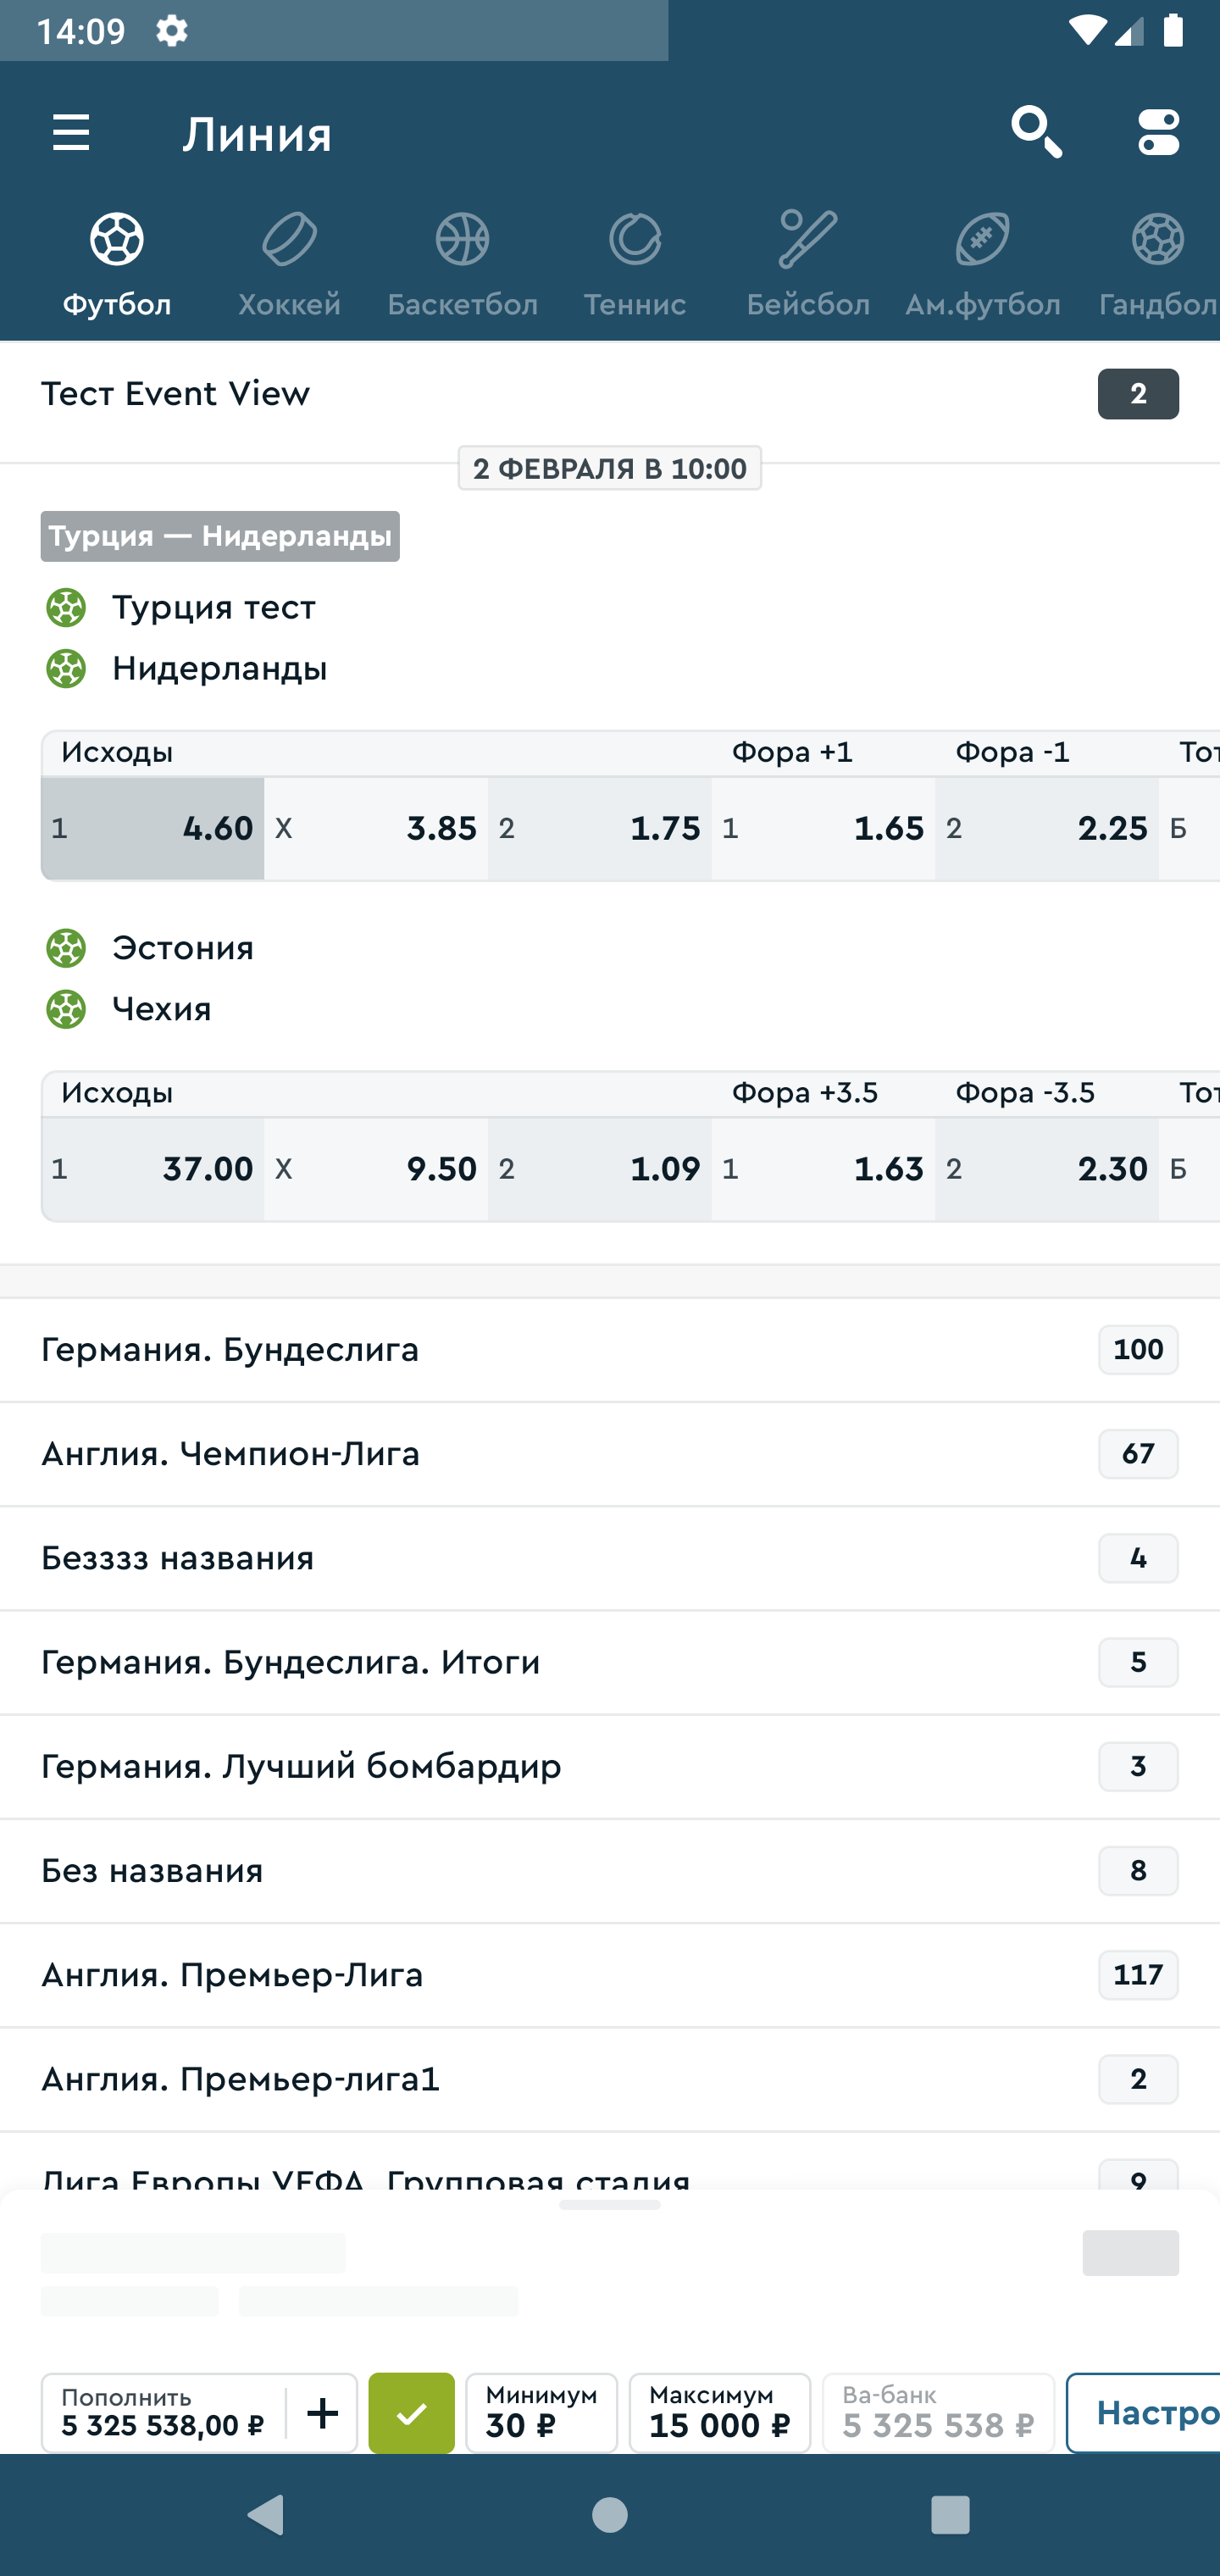 14:09
Линия
Футбол Хоккей Баскетбол Теннис Бейсбол Ам.футбол Гандбол
Тест Event View 2
2 ФЕВРАЛЯ В 10:00
Турция — Нидерланды
Турция тест
Нидерланды
Исходы Фора +1 Фора -1
1 4.60 X 3.85 2 1.75 1 1.65 2 2.25 Б
Эстония
Чехия
Исходы Фора +3.5 Фора -3.5
1 37.00 X 9.50 2 1.09 1 1.63 2 2.30 Б
Германия. Бундеслига 100
Англия. Чемпион-Лига 67
Безззз названия 4
Германия. Бундеслига. Итоги 5
Германия. Лучший бомбардир 3
Без названия 8
Англия. Премьер-Лига 117
Англия. Премьер-лига1 2
Лига Европы УЕФА. Групповая стадия 9
Пополнить Минимум Максимум Ва-банк
5 325 538,00 ₽ 30 ₽ 15 000 ₽ 5 325 538 ₽